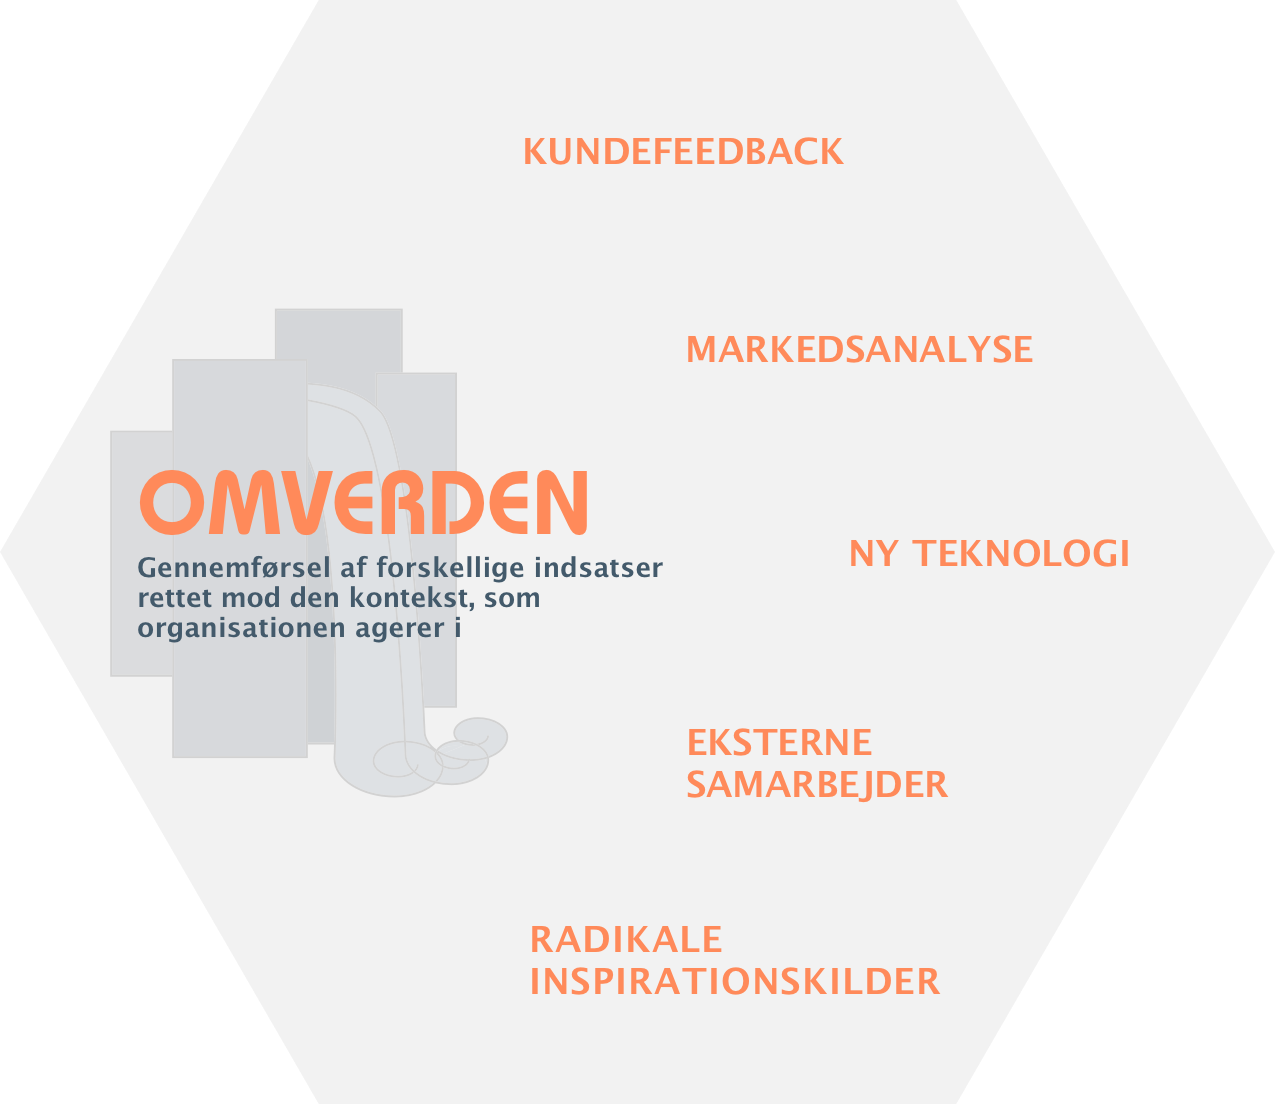 KUNDEFEEDBACK
MARKEDSANALYSE
OMVERDEN
Gennemførsel af forskellige indsatser
rettet mod den kontekst, som
organisationen agerer i
NY TEKNOLOGI
EKSTERNE
SAMARBEJDER
RADIKALE
INSPIRATIONSKILDER